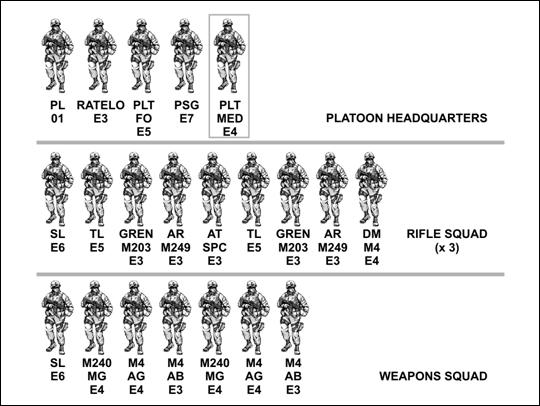 PL RATELO PLT PSG PLT
01 E3 FO E7 MED
E5 E4
PLATOON HEADQUARTERS
SL TL GREN AR AT TL GREN AR DM
E6 E5 M203 M249 SPC E5 M203 M249 M4
E3 E3 E3 E3 E3 E4
RIFLE SQUAD
(x 3)
SL M240 M4 M4 M240 M4 M4
E6 MG AG AB MG AG AB
E4 E4 E3 E4 E4 E3
WEAPONS SQUAD